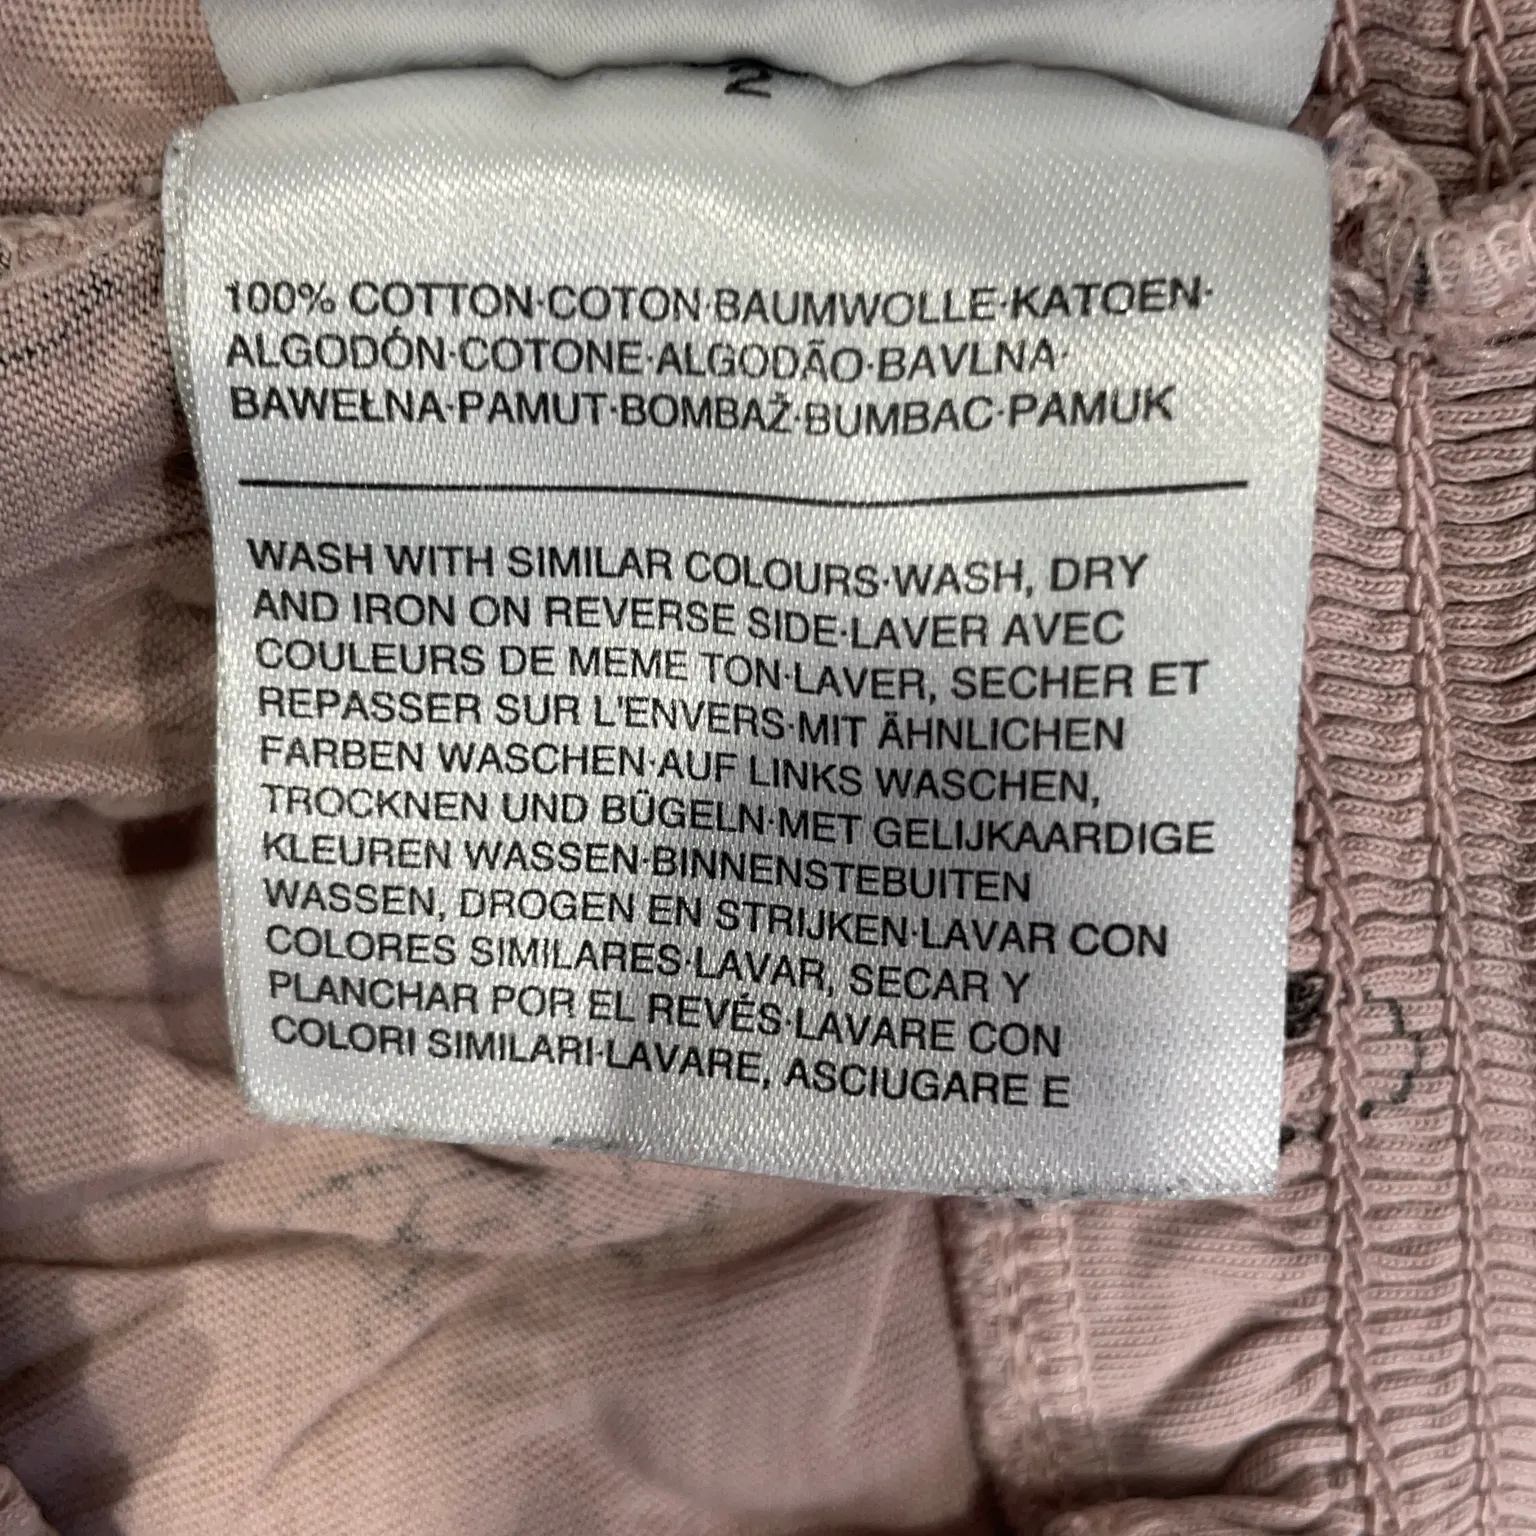 2
100% COTTON·COTON·BAUMWOLLE·KATOEN·
ALGODÓN·COTONE·ALGODÃO·BAVLNA·
BAWEŁNA·PAMUT·BOMBAŽ·BUMBAC·PAMUK
WASH WITH SIMILAR COLOURS·WASH, DRY
AND IRON ON REVERSE SIDE·LAVER AVEC
COULEURS DE MEME TON·LAVER, SECHER ET
REPASSER SUR L'ENVERS·MIT ÄHNLICHEN
FARBEN WASCHEN·AUF LINKS WASCHEN,
TROCKNEN UND BÜGELN·MET GELIJKAARDIGE
KLEUREN WASSEN·BINNENSTEBUITEN
WASSEN, DROGEN EN STRIJKEN·LAVAR CON
COLORES SIMILARES·LAVAR, SECAR Y
PLANCHAR POR EL REVÉS·LAVARE CON
COLORI SIMILARI·LAVARE, ASCIUGARE E